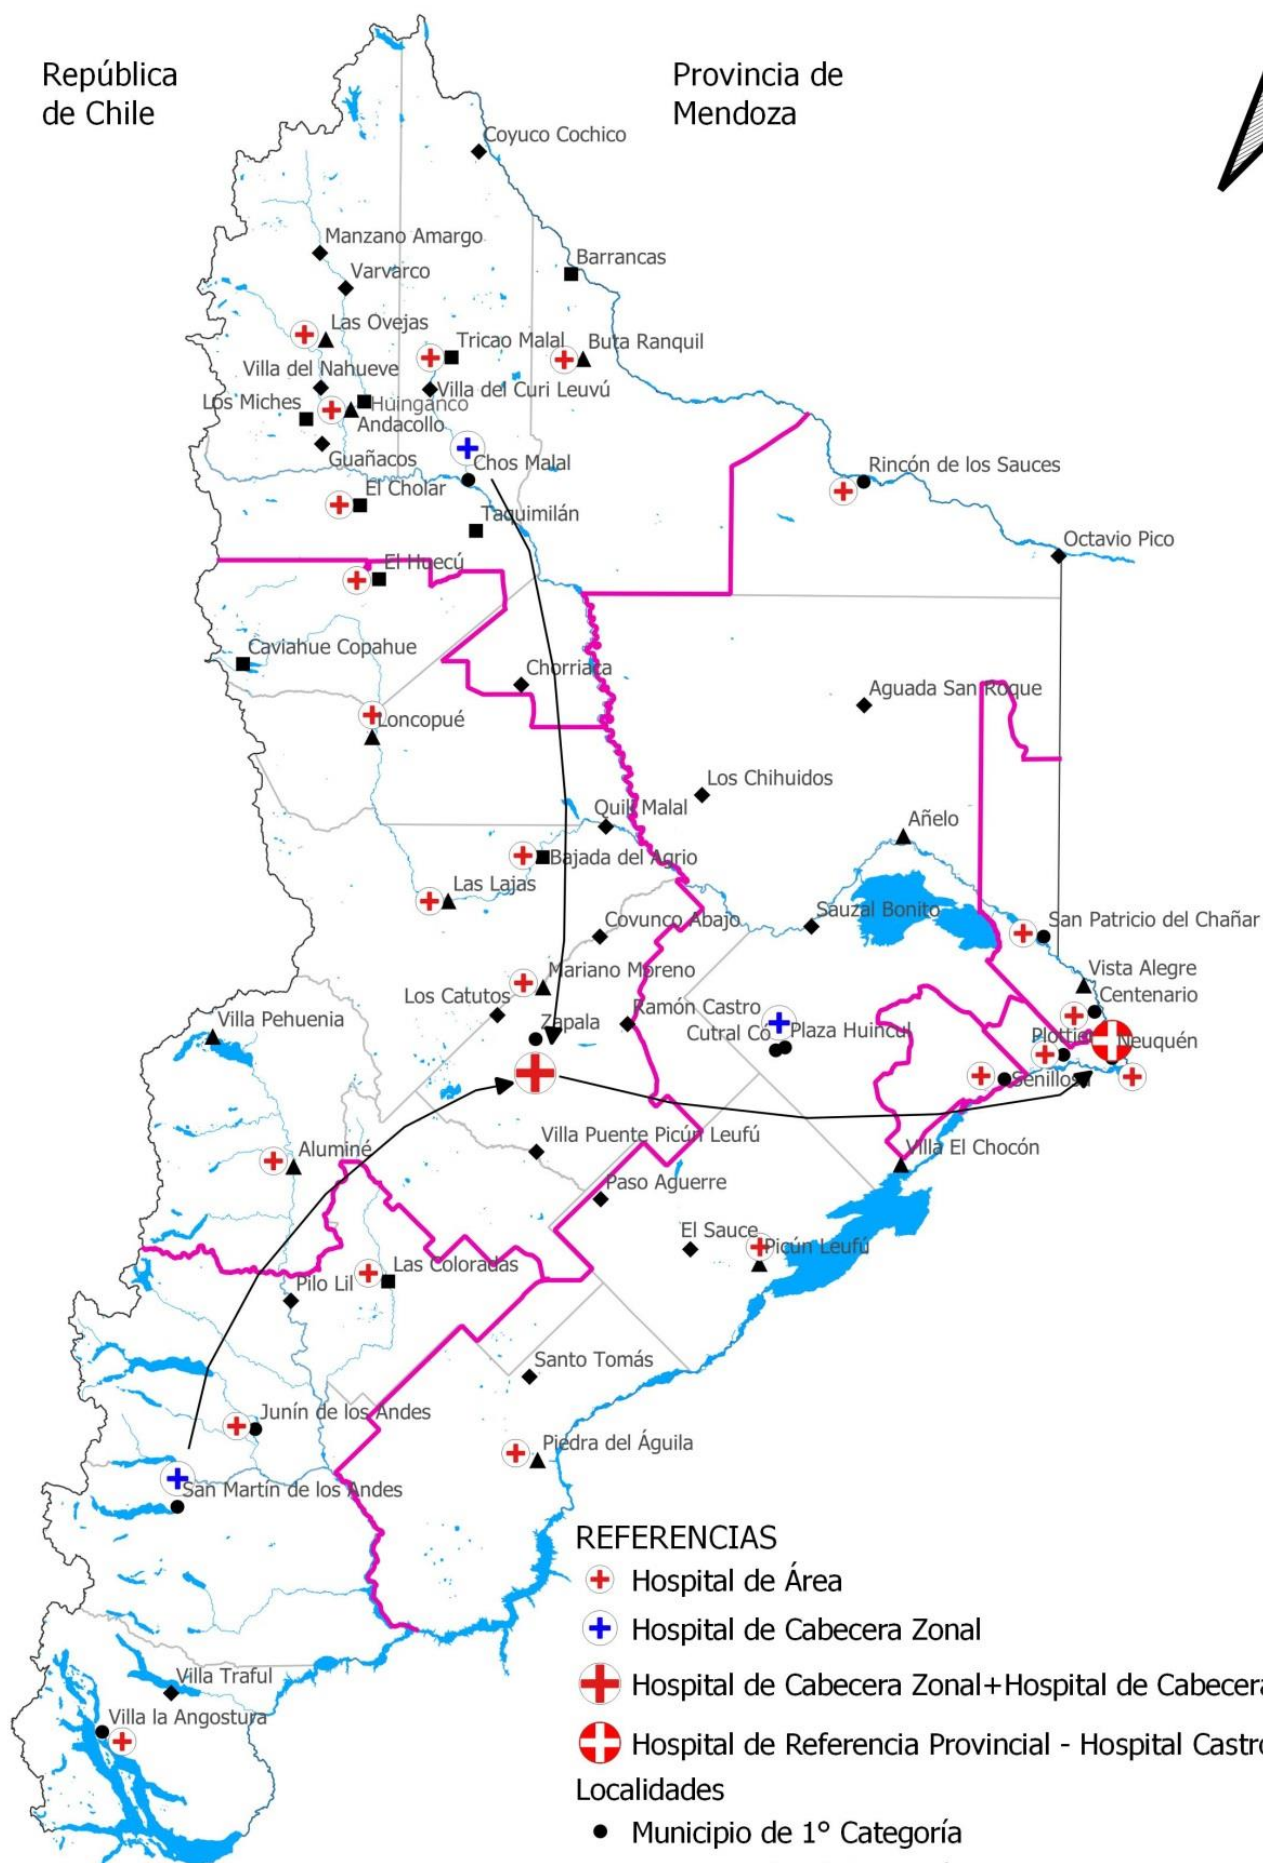 República
de Chile
Provincia de
Mendoza
Coyuco Cochico
Manzano Amargo
Barrancas
Varvarco
Las Ovejas
Tricao Malal
Buta Ranquil
Villa del Nahueve
Villa del Curi Leuvú
Los Miches
Huinganco
Andacollo
Guañacos
Chos Malal
Rincón de los Sauces
El Cholar
Taquimilán
Octavio Pico
El Huecú
Caviahue Copahue
Chorriaca
Aguada San Roque
Loncopué
Los Chihuidos
Quili Malal
Añelo
Bajada del Agrio
Las Lajas
Sauzal Bonito
San Patricio del Chañar
Covunco Abajo
Mariano Moreno
Vista Alegre
Los Catutos
Centenario
Villa Pehuenia
Zapala
Ramón Castro
Cutral Có
Plaza Huincul
Plottier
Neuquén
Senillosa
Villa Puente Picún Leufú
Villa El Chocón
Aluminé
Paso Aguerre
El Sauce
Picún Leufú
Las Coloradas
Pilo Lil
Santo Tomás
Junín de los Andes
Piedra del Águila
San Martín de los Andes
REFERENCIAS
Hospital de Área
Hospital de Cabecera Zonal
Villa Traful
Hospital de Cabecera Zonal+Hospital de Cabecera
Villa la Angostura
Hospital de Referencia Provincial - Hospital Castro
Localidades
Municipio de 1° Categoría